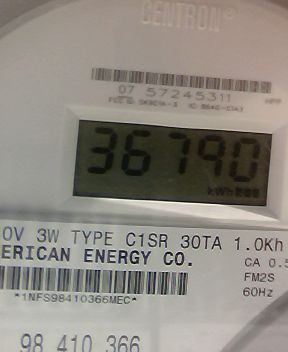 CENTRON®
07 57245311
36790
kWh
0V 3W TYPE C1SR 30TA 1.0Kh
ERICAN ENERGY CO.
CA 0.5
FM2S
*1NFS98410366MEC*
60Hz
98 410 366